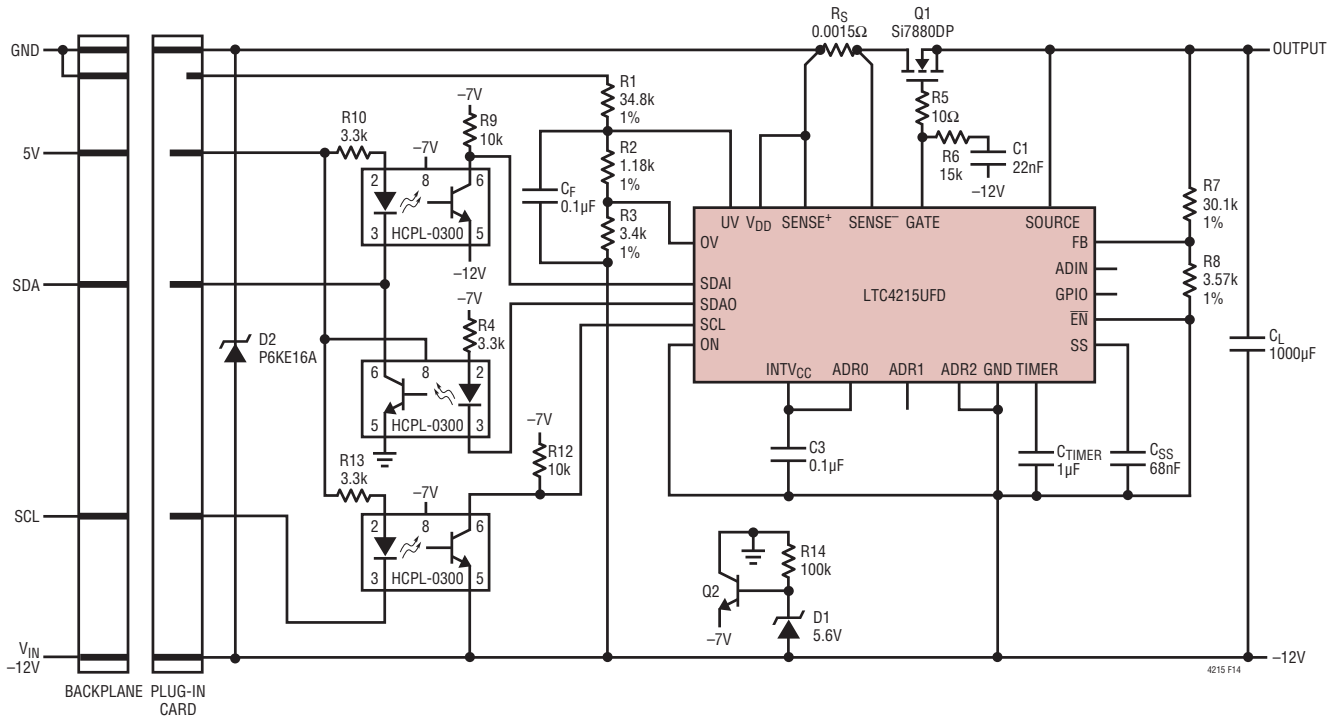 GND
5V
SDA
SCL
VIN
–12V
BACKPLANE
PLUG-IN
CARD
D2
P6KE16A
R10
3.3k
–7V
R9
10k
–7V
2
8
6
3
HCPL-0300
5
–12V
–7V
R4
3.3k
6
8
2
5
HCPL-0300
3
R13
3.3k
–7V
R12
10k
–7V
2
8
6
3
HCPL-0300
5
CF
0.1µF
R1
34.8k
1%
R2
1.18k
1%
R3
3.4k
1%
RS
0.0015Ω
Q1
Si7880DP
R5
10Ω
R6
15k
C1
22nF
–12V
OUTPUT
R7
30.1k
1%
R8
3.57k
1%
CL
1000µF
UV
VDD
SENSE+
SENSE–
GATE
SOURCE
OV
FB
ADIN
SDAI
GPIO
SDAO
LTC4215UFD
SCL
EN
ON
SS
INTVCC
ADR0
ADR1
ADR2
GND
TIMER
C3
0.1µF
CTIMER
1µF
CSS
68nF
R14
100k
Q2
–7V
D1
5.6V
–12V
4215 F14